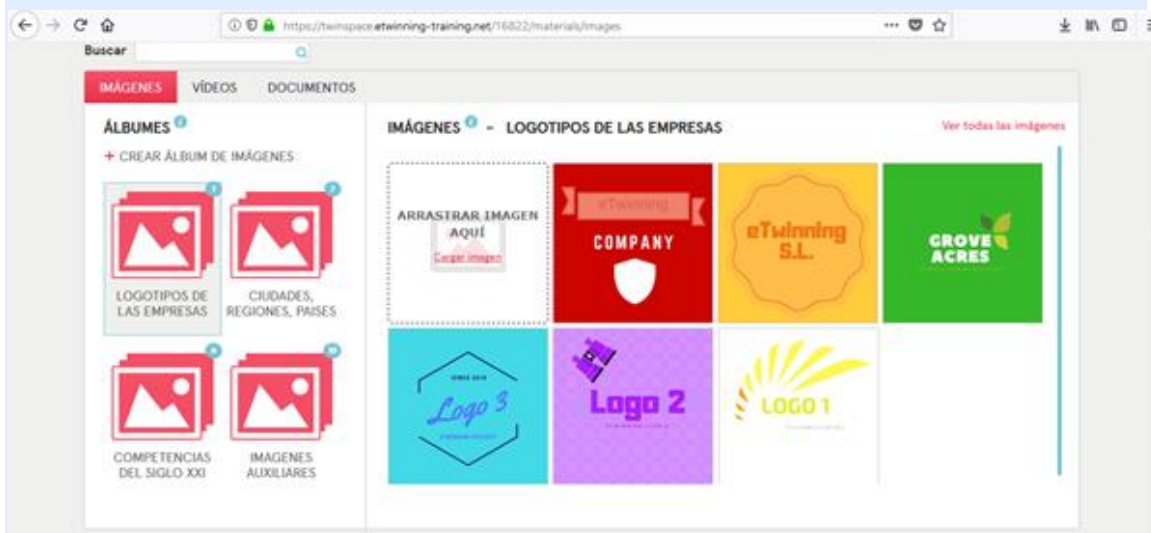 https://twinspace.etwinning-training.net/16822/materials/images
Buscar
IMÁGENES VÍDEOS DOCUMENTOS
ÁLBUMES
+ CREAR ÁLBUM DE IMÁGENES
LOGOTIPOS DE
LAS EMPRESAS
CIUDADES,
REGIONES, PAISES
COMPETENCIAS
DEL SIGLO XXI
IMAGENES
AUXILIARES
IMÁGENES - LOGOTIPOS DE LAS EMPRESAS
Ver todas las imágenes
ARRASTRAR IMAGEN
AQUÍ
Cargar imagen
eTwinning
COMPANY
eTwinning
S.L.
GROVE
ACRES
SINCE 2019
Logo 3
Logo 2
LOGO 1